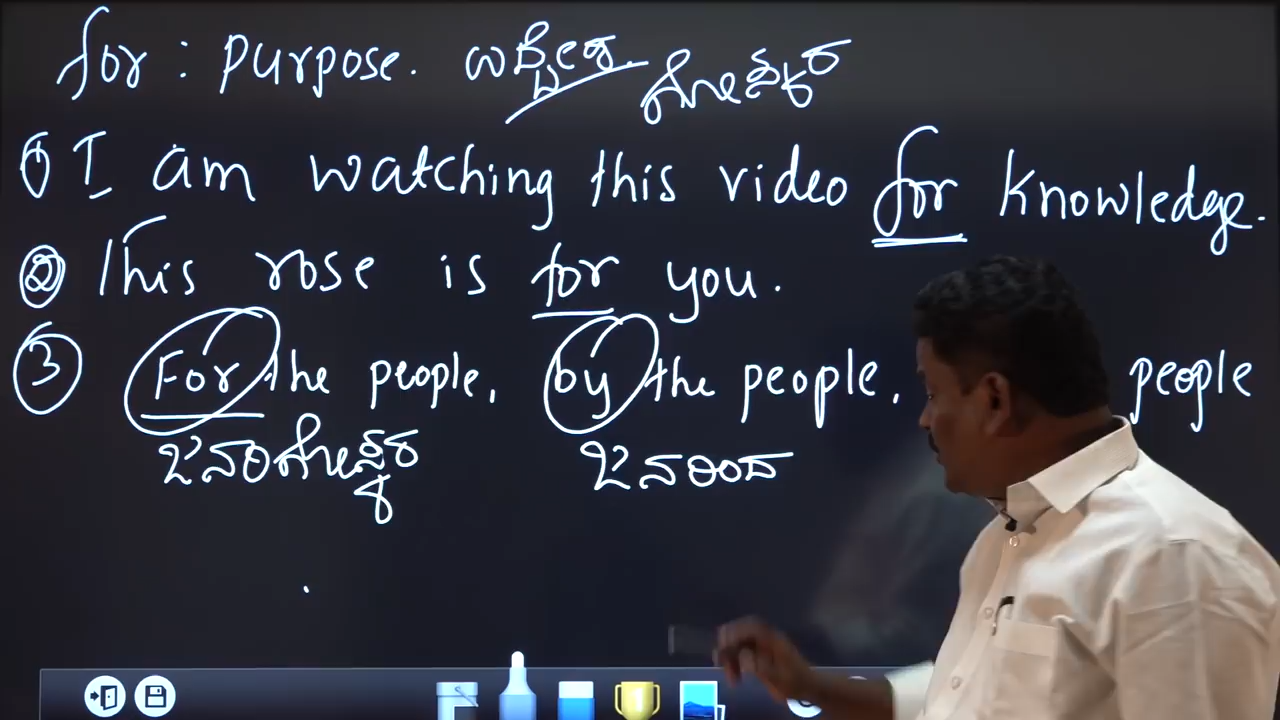 for : purpose. ಉದ್ದೇಶ. ಗೋಸ್ಕರ
① I am watching this video for knowledge.
② This rose is for you.
③ For the people, by the people, people
ಜನರಿಗೋಸ್ಕರ ಜನರಿಂದ